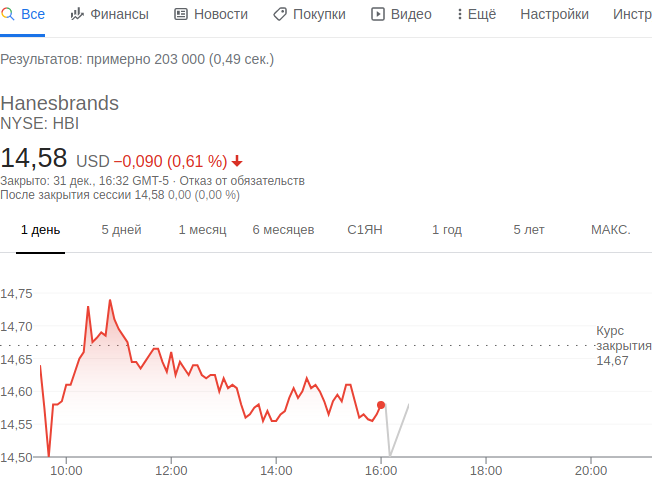 Все Финансы Новости Покупки Видео Ещё Настройки Инстр
Результатов: примерно 203 000 (0,49 сек.)
Hanesbrands
NYSE: HBI
14,58 USD −0,090 (0,61 %)
Закрыто: 31 дек., 16:32 GMT-5 · Отказ от обязательств
После закрытия сессии 14,58 0,00 (0,00 %)
1 день 5 дней 1 месяц 6 месяцев С1ЯН 1 год 5 лет МАКС.
14,75
14,70
Курс
закрытия
14,67
14,65
14,60
14,55
14,50
10:00 12:00 14:00 16:00 18:00 20:00